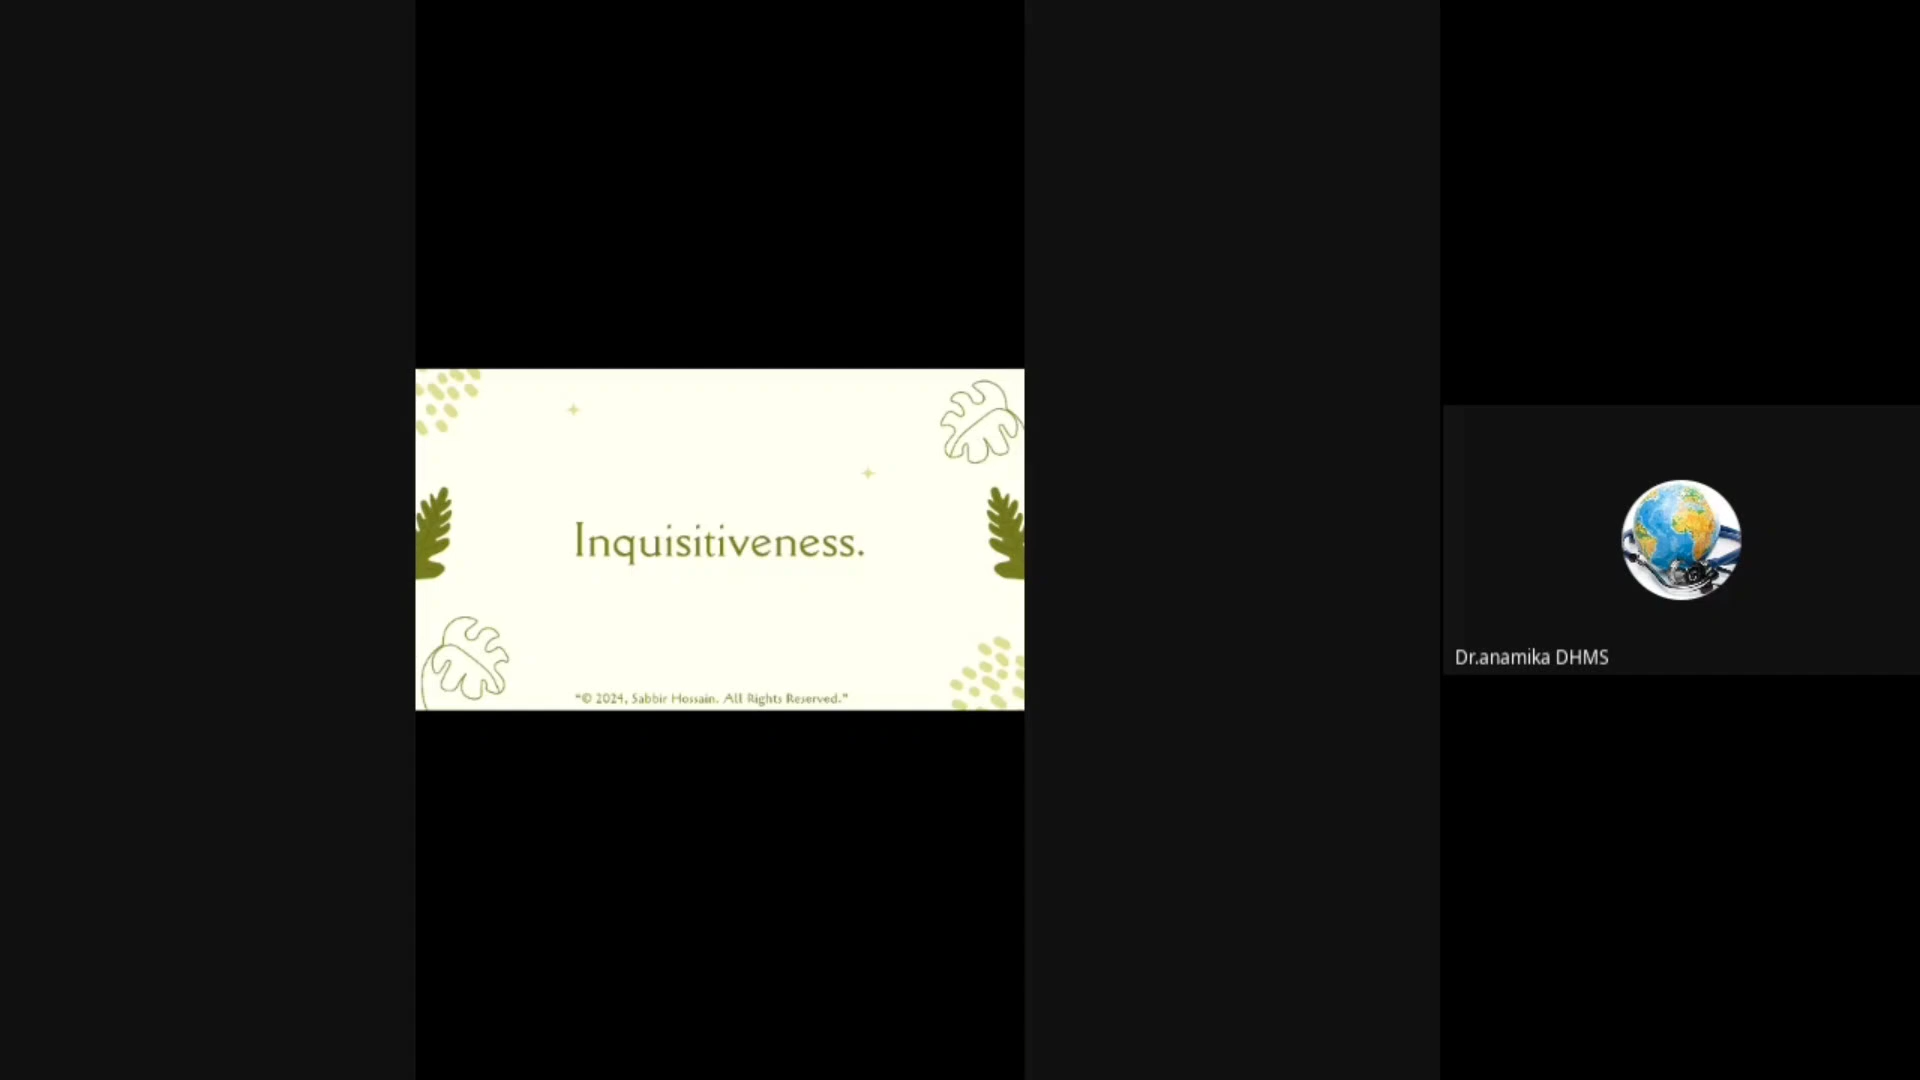 Inquisitiveness.
"© 2024, Sabbir Hossain. All Rights Reserved."
Dr.anamika DHMS